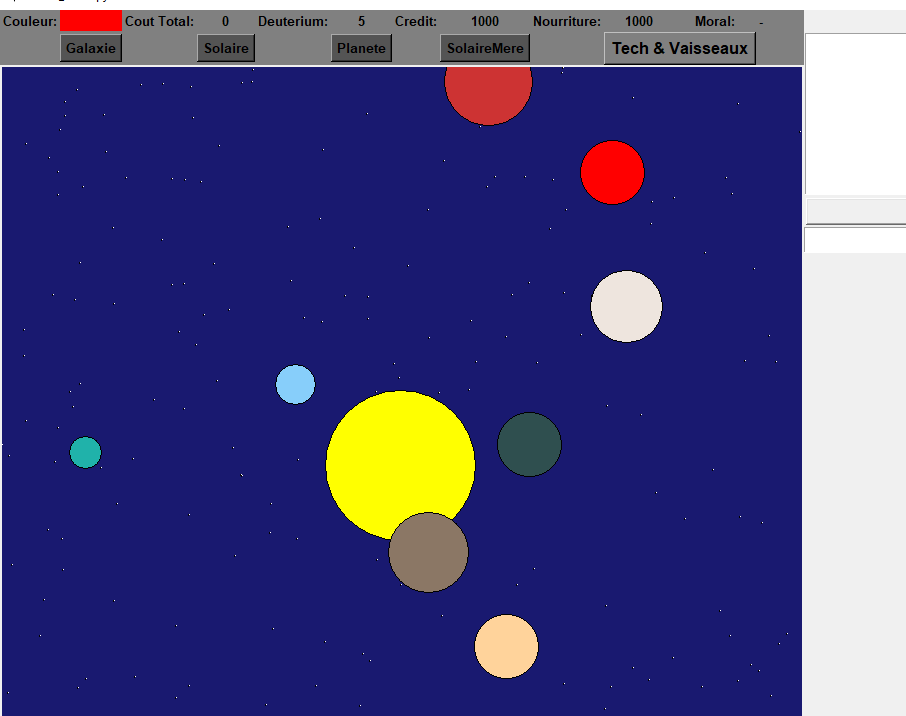 Couleur: Cout Total: 0 Deuterium: 5 Credit: 1000 Nourriture: 1000 Moral: -
Galaxie Solaire Planete SolaireMere Tech & Vaisseaux